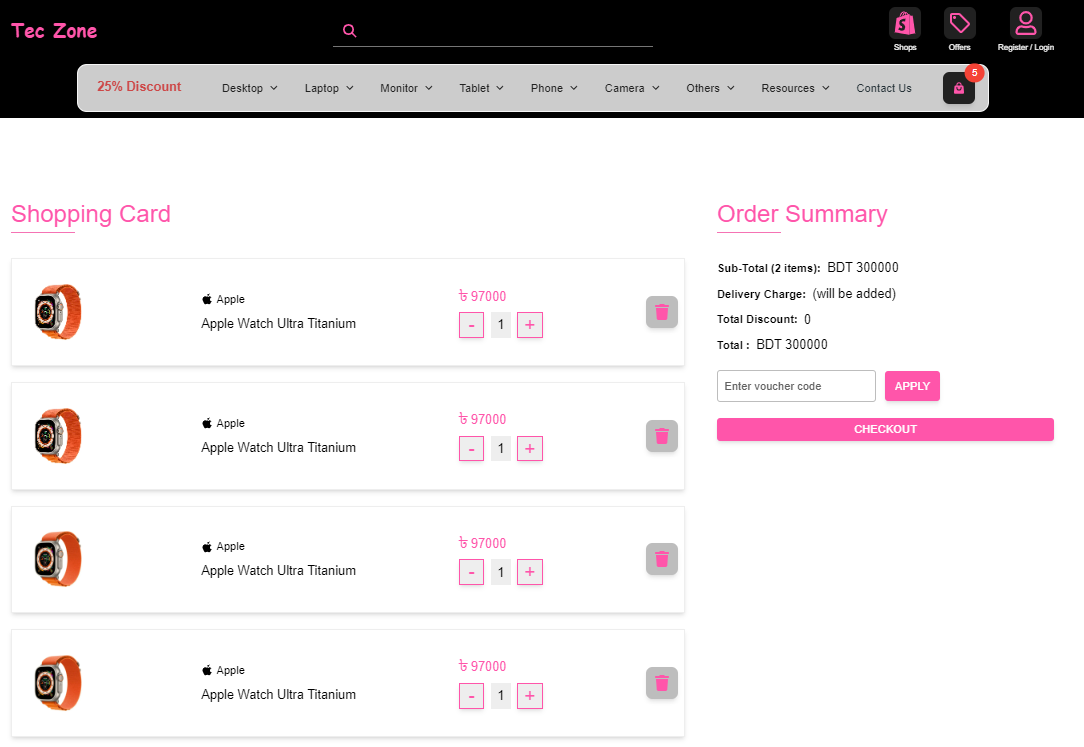 Tec Zone
Shops
Offers
Register / Login
25% Discount
Desktop
Laptop
Monitor
Tablet
Phone
Camera
Others
Resources
Contact Us
5
Shopping Card
Apple
Apple Watch Ultra Titanium
৳ 97000
- 1 +
Apple
Apple Watch Ultra Titanium
৳ 97000
- 1 +
Apple
Apple Watch Ultra Titanium
৳ 97000
- 1 +
Apple
Apple Watch Ultra Titanium
৳ 97000
- 1 +
Order Summary
Sub-Total (2 items): BDT 300000
Delivery Charge: (will be added)
Total Discount: 0
Total : BDT 300000
Enter voucher code
APPLY
CHECKOUT